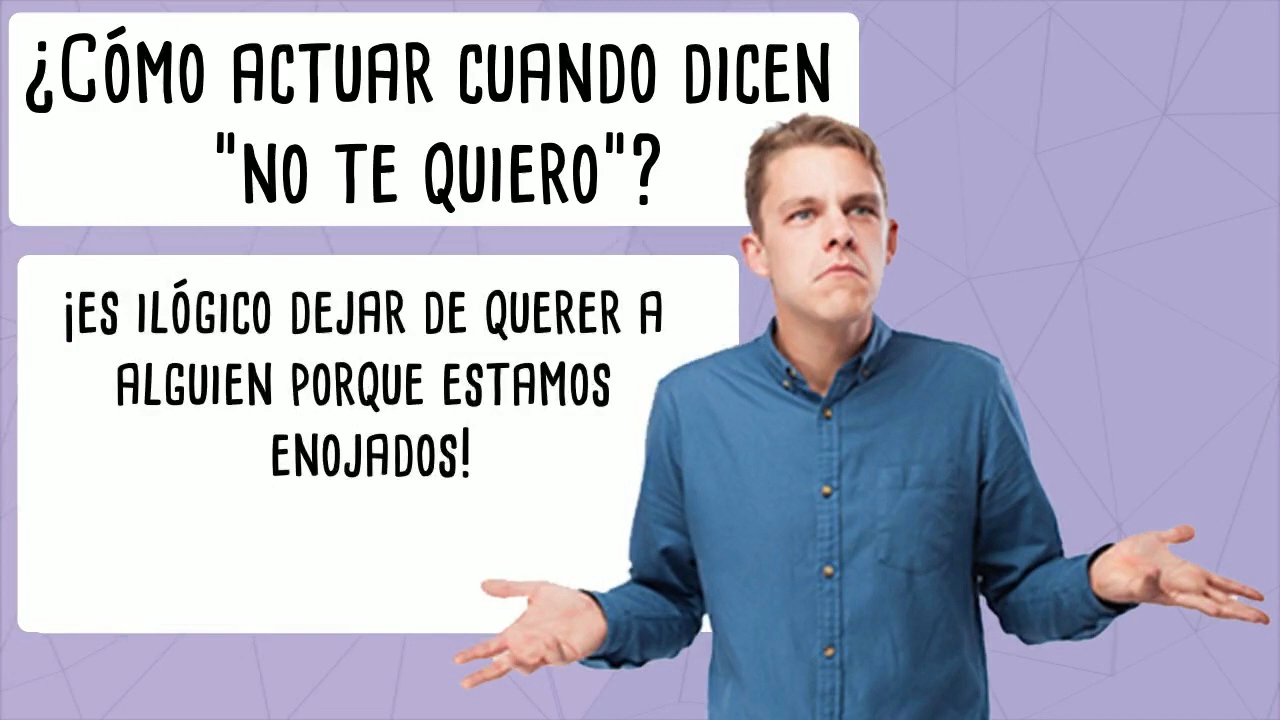 ¿Cómo actuar cuando dicen
"no te quiero"?
¡Es ilógico dejar de querer a
alguien porque estamos
enojados!